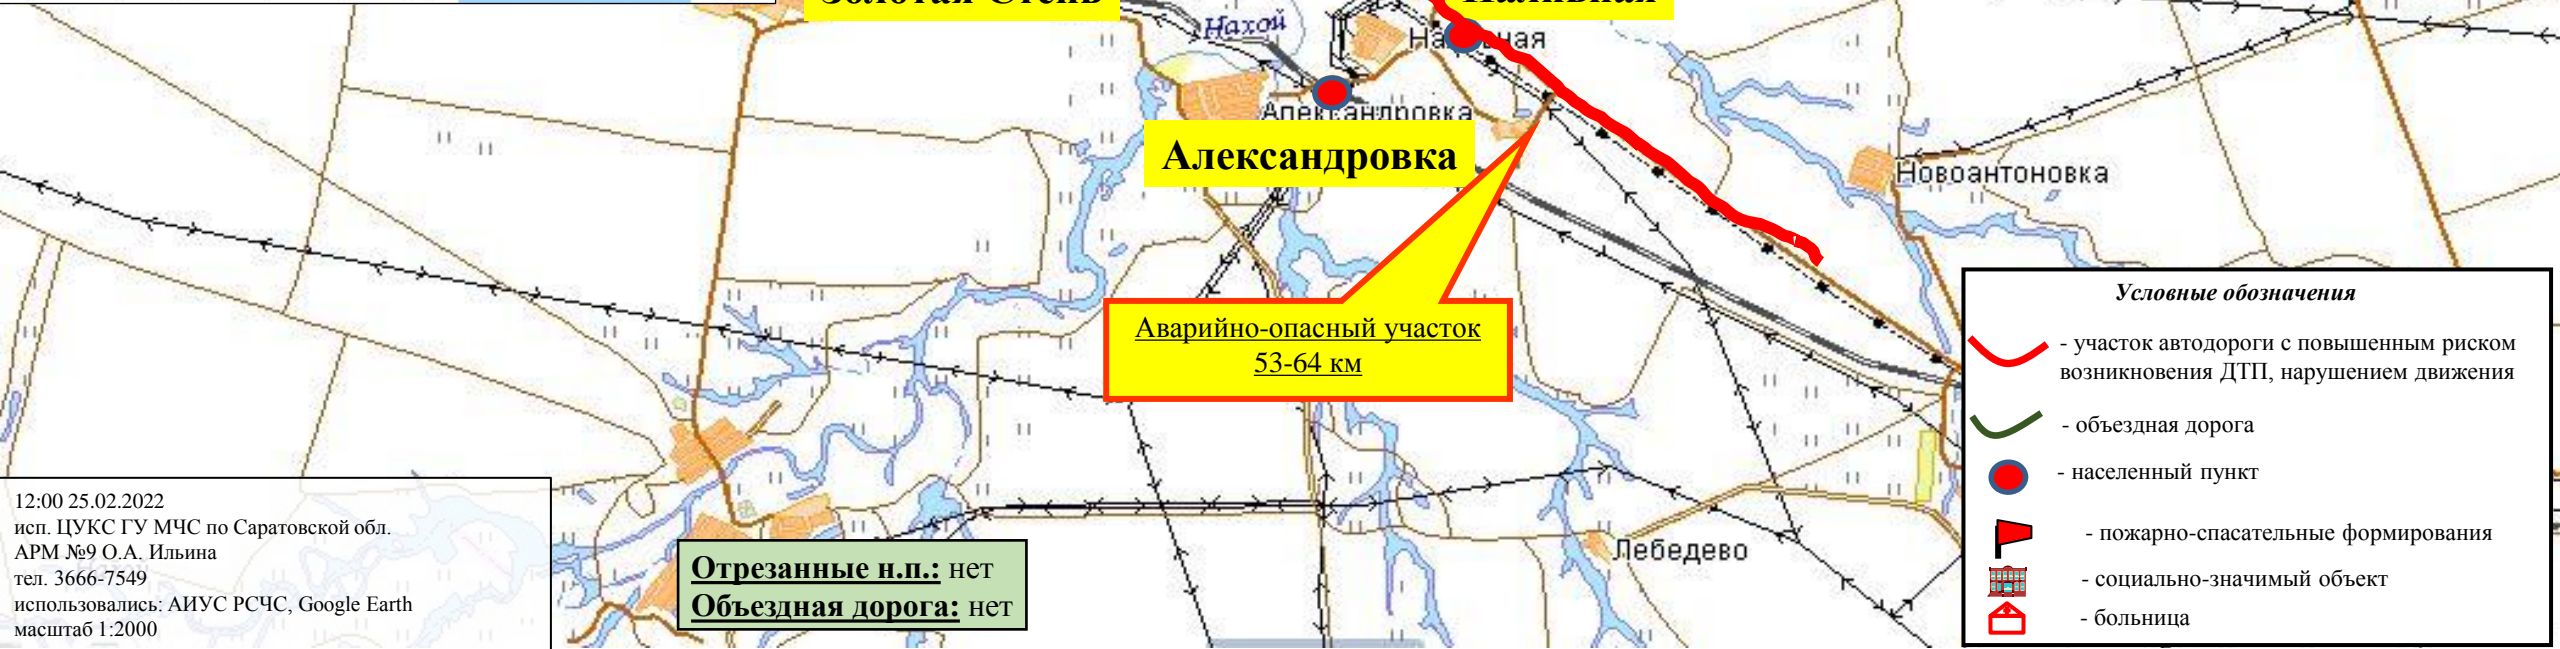 Золотая Степь
Наливная
Нахой
Александровка
Александровка
Новоантоновка
Аварийно-опасный участок
53-64 км
Условные обозначения
- участок автодороги с повышенным риском
возникновения ДТП, нарушением движения
- объездная дорога
- населенный пункт
- пожарно-спасательные формирования
- социально-значимый объект
- больница
12:00 25.02.2022
исп. ЦУКС ГУ МЧС по Саратовской обл.
АРМ №9 О.А. Ильина
тел. 3666-7549
использовались: АИУС РСЧС, Google Earth
масштаб 1:2000
Отрезанные н.п.: нет
Объездная дорога: нет
Лебедево